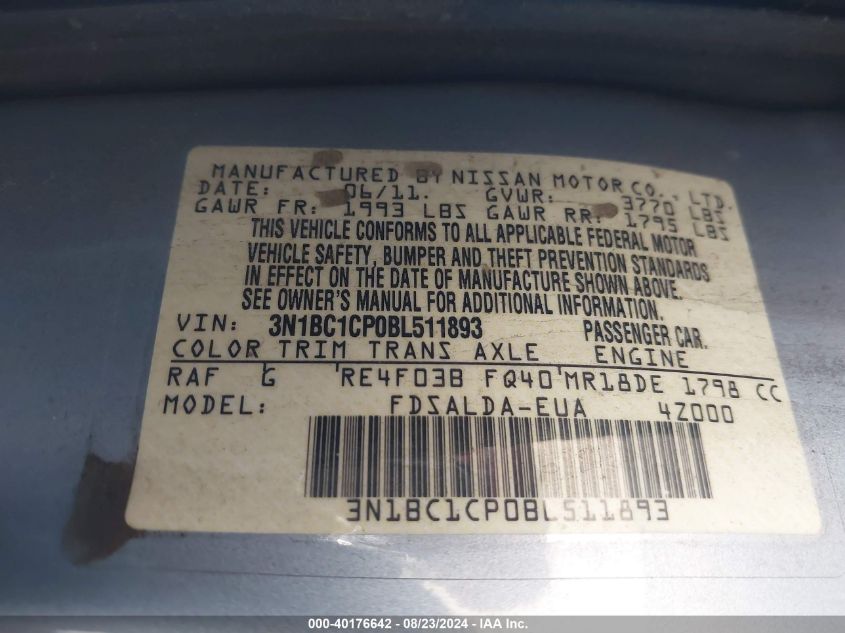 MANUFACTURED BY NISSAN MOTOR CO., LTD.
DATE: 06/11. GVWR: 3770 LBS
GAWR FR: 1993 LBS GAWR RR: 1795 LBS
THIS VEHICLE CONFORMS TO ALL APPLICABLE FEDERAL MOTOR
VEHICLE SAFETY, BUMPER AND THEFT PREVENTION STANDARDS
IN EFFECT ON THE DATE OF MANUFACTURE SHOWN ABOVE.
SEE OWNER'S MANUAL FOR ADDITIONAL INFORMATION.
VIN: 3N1BC1CP0BL511893 PASSENGER CAR.
COLOR TRIM TRANS AXLE ENGINE
RAF G RE4F03B FQ40 MR18DE 1798 CC
MODEL: FDSALDA-EUA 4Z000
3N1BC1CP0BL511893
000-40176642 - 08/23/2024 - IAA Inc.